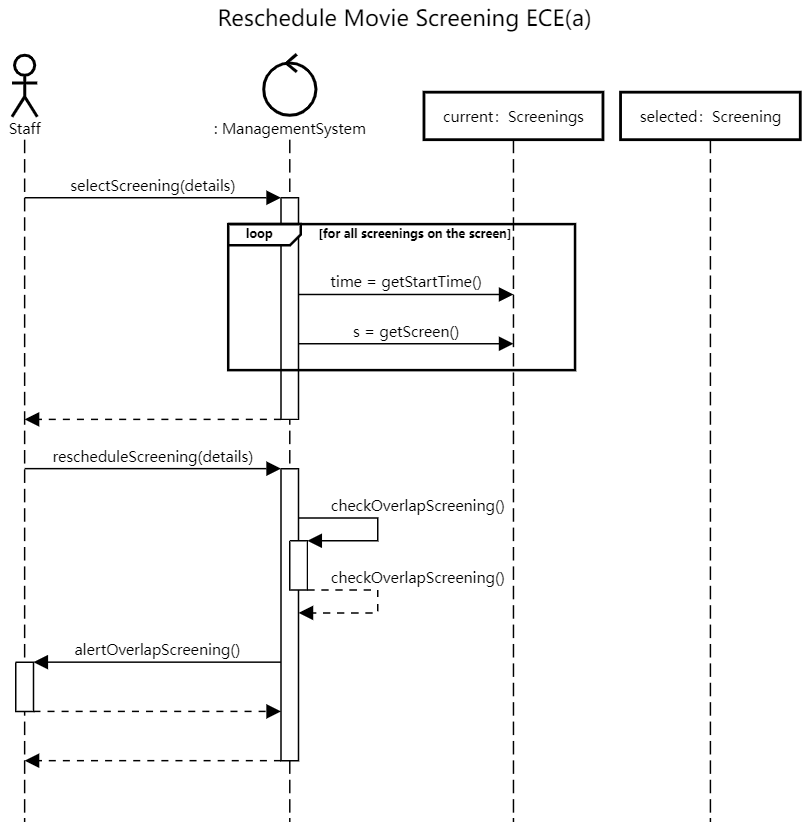 Reschedule Movie Screening ECE(a)
Staff
: ManagementSystem
current: Screenings
selected: Screening
selectScreening(details)
loop
[for all screenings on the screen]
time = getStartTime()
s = getScreen()
rescheduleScreening(details)
checkOverlapScreening()
checkOverlapScreening()
alertOverlapScreening()